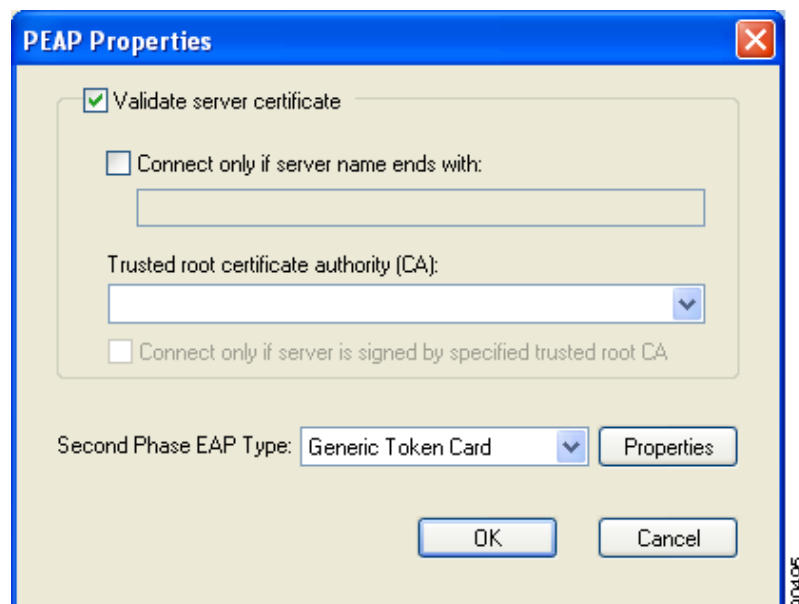 PEAP Properties
Validate server certificate
Connect only if server name ends with:
Trusted root certificate authority (CA):
Connect only if server is signed by specified trusted root CA
Second Phase EAP Type: Generic Token Card Properties
OK Cancel